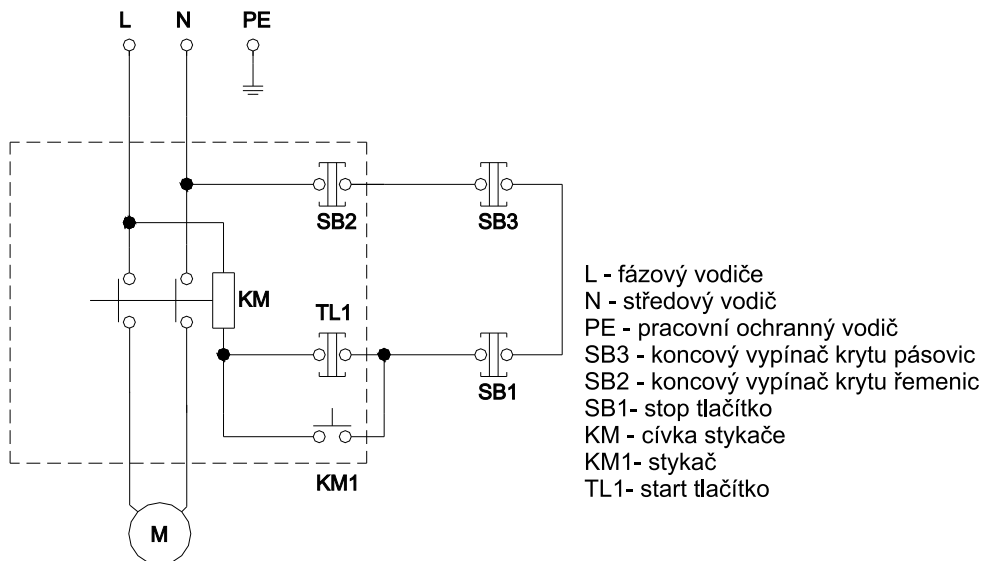 L N PE
SB2 SB3
KM
TL1
SB1
KM1
M
L - fázový vodiče
N - středový vodič
PE - pracovní ochranný vodič
SB3 - koncový vypínač krytu pásovic
SB2 - koncový vypínač krytu řemenic
SB1- stop tlačítko
KM - cívka stykače
KM1- stykač
TL1- start tlačítko